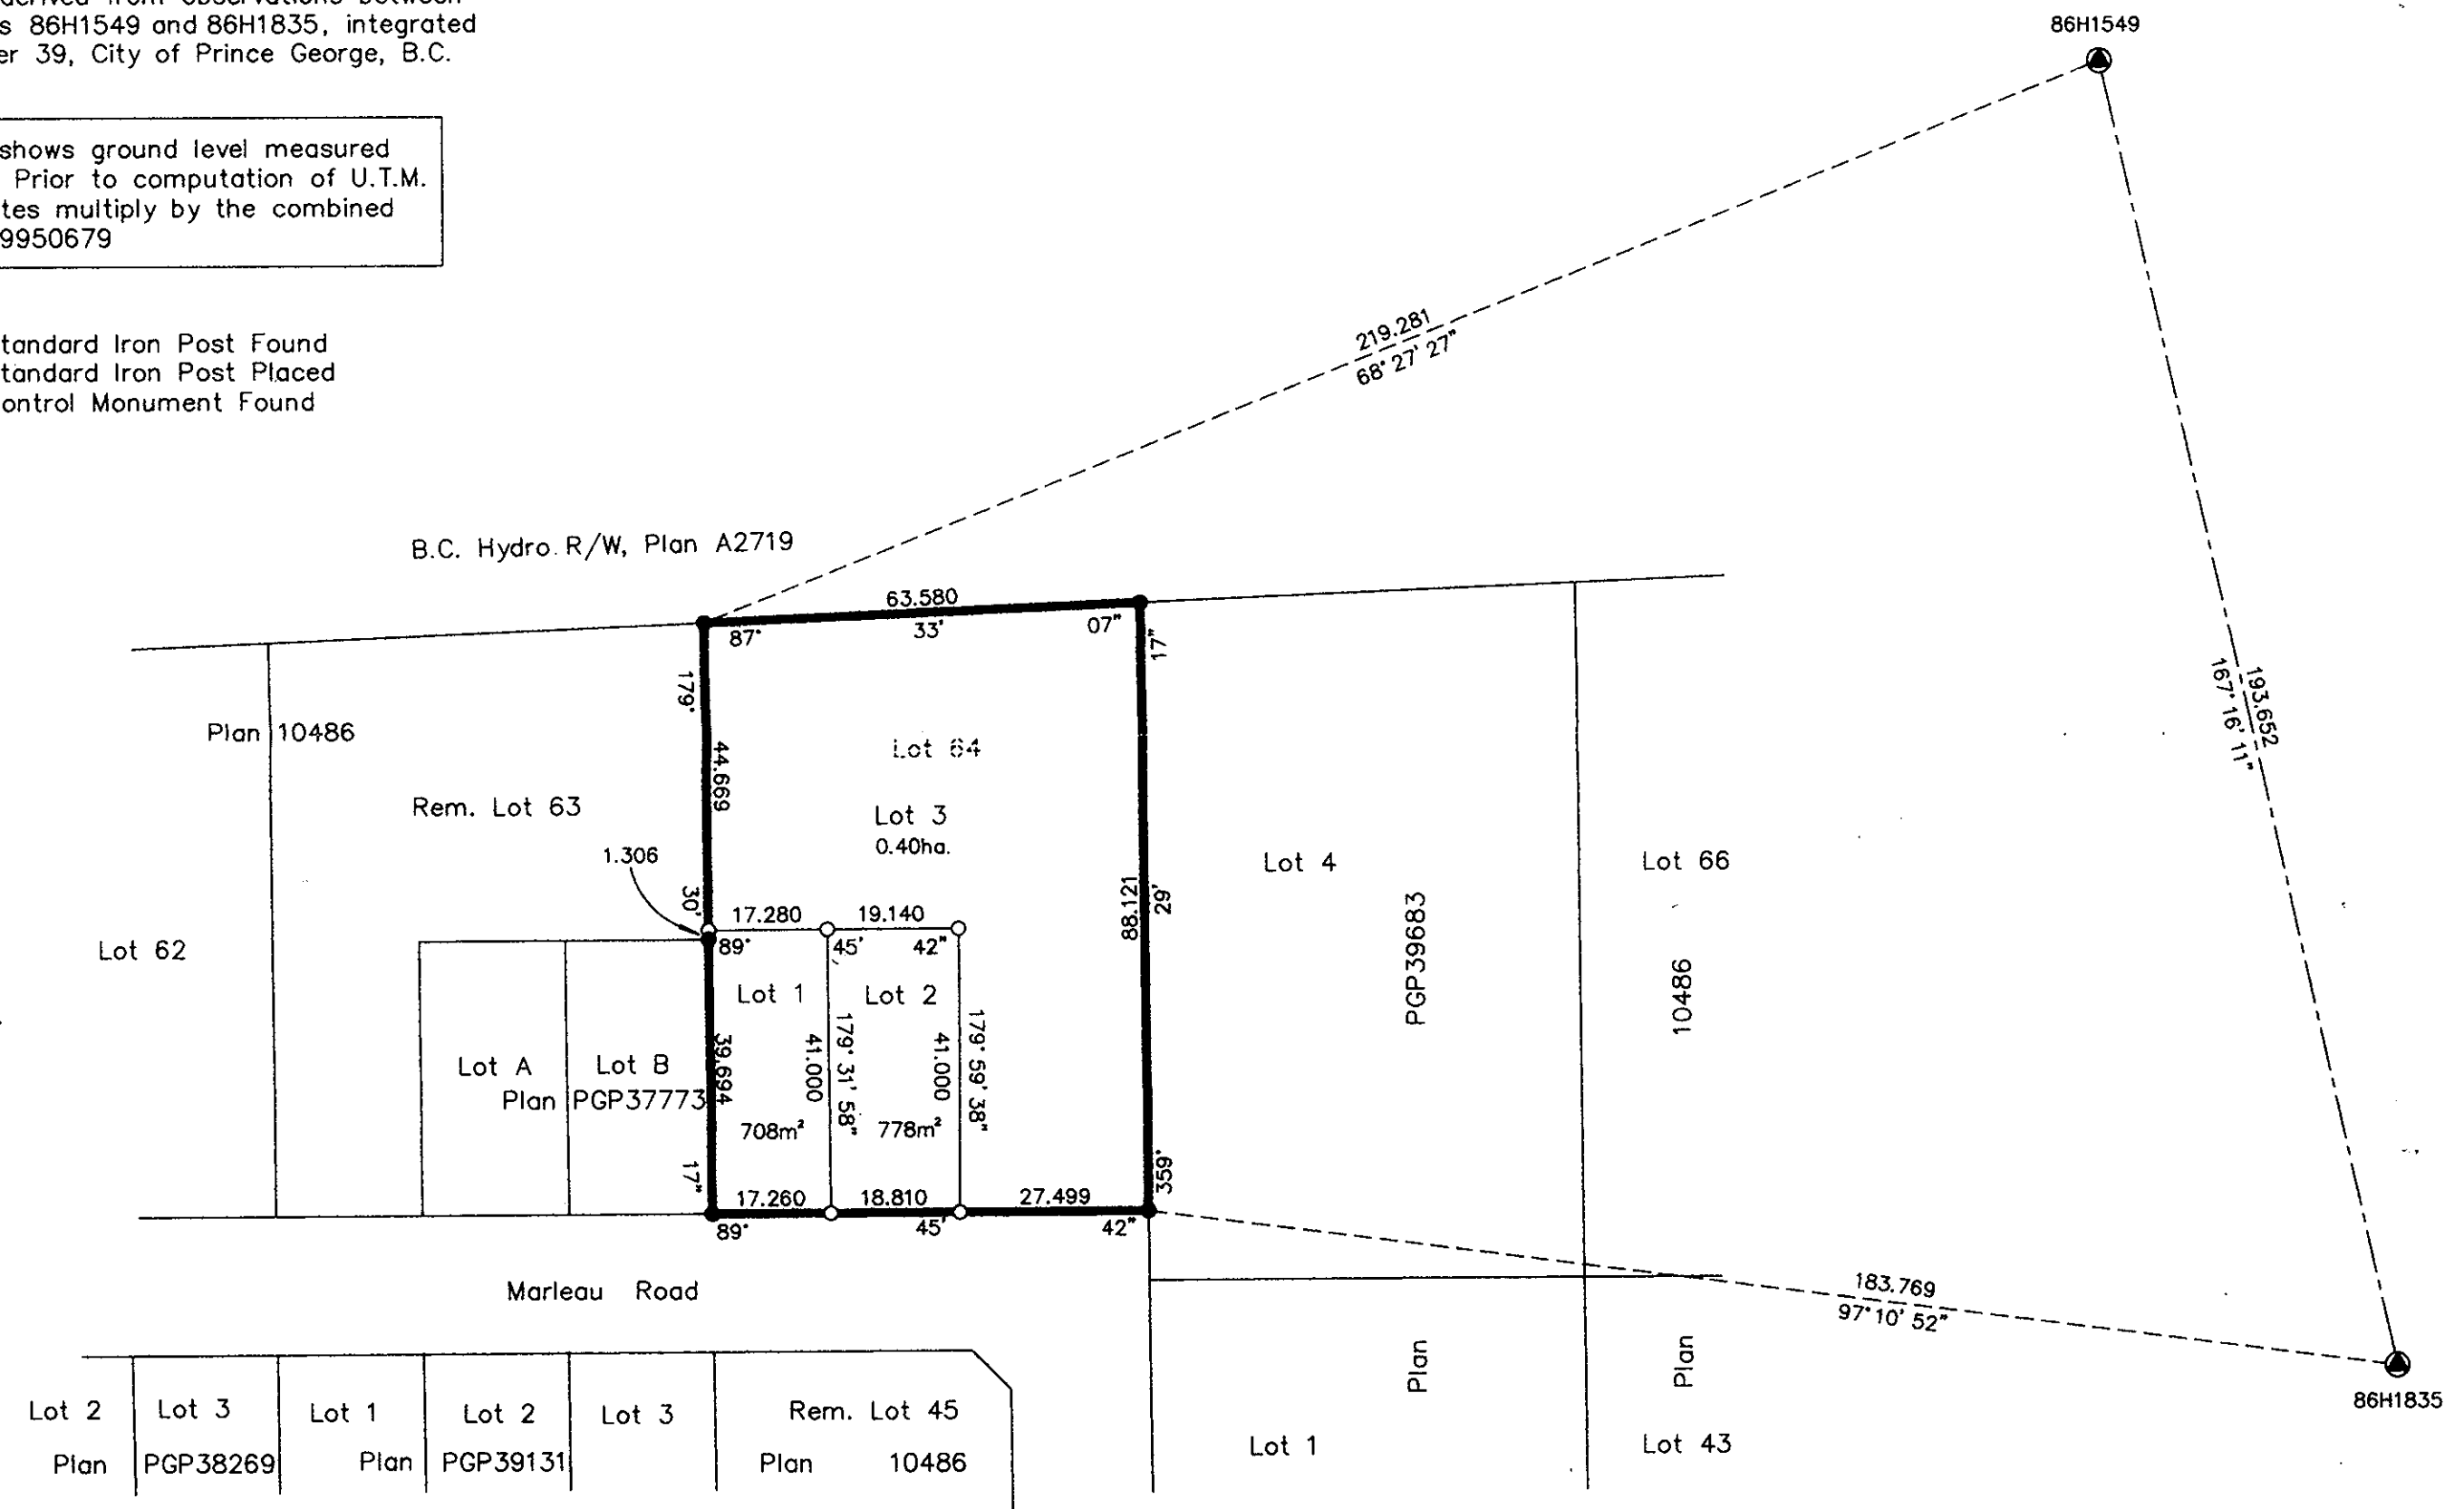 derived from observations between
s 86H1549 and 86H1835, integrated
er 39, City of Prince George, B.C.
shows ground level measured
Prior to computation of U.T.M.
tes multiply by the combined
9950679
tandard Iron Post Found
tandard Iron Post Placed
ontrol Monument Found
86H1549
219.281
68° 27' 27"
193.652
167° 16' 11"
B.C. Hydro R/W, Plan A2719
63.580
87° 33' 07"
179°
17"
Plan 10486
44.669
Lot 64
Rem. Lot 63
Lot 3
0.40ha.
1.306
30'
17.280 19.140
89° 45' 42"
88.121
29'
Lot 4
PGP39683
Lot 66
10486
Lot 62
Lot 1 Lot 2
39.694
41.000
179° 31' 58"
41.000
179° 59' 38"
Lot A Lot B
Plan PGP37773
708m² 778m²
17"
359°
17.260 18.810 27.499
89° 45' 42"
Marleau Road
183.769
97° 10' 52"
86H1835
Plan
Plan
Lot 2 Lot 3 Lot 1 Lot 2 Lot 3 Rem. Lot 45
Lot 1 Lot 43
Plan PGP38269 Plan PGP39131 Plan 10486